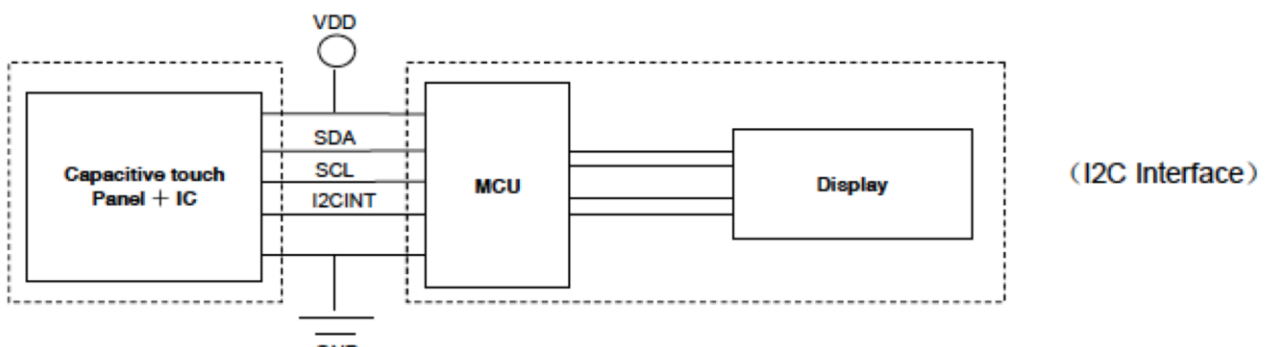 VDD
SDA
SCL
I2CINT
Capacitive touch
Panel + IC
MCU
Display
（I2C Interface）